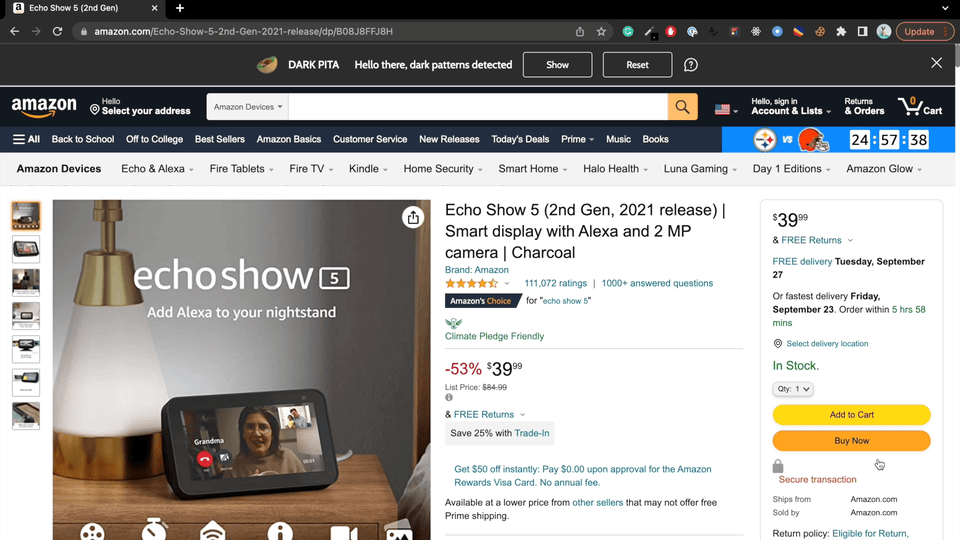 Echo Show 5 (2nd Gen)
amazon.com/Echo-Show-5-2nd-Gen-2021-release/dp/B08J8FFJ8H
Update
DARK PITA
Hello there, dark patterns detected
Show
Reset
amazon
Hello
Select your address
Amazon Devices
Hello, sign in
Account & Lists
Returns
& Orders
0
Cart
All
Back to School
Off to College
Best Sellers
Amazon Basics
Customer Service
New Releases
Today's Deals
Prime
Music
Books
VS
24:57:38
Amazon Devices
Echo & Alexa
Fire Tablets
Fire TV
Kindle
Home Security
Smart Home
Halo Health
Luna Gaming
Day 1 Editions
Amazon Glow
echo show 5
Add Alexa to your nightstand
Grandma
00:01
Echo Show 5 (2nd Gen, 2021 release) |
Smart display with Alexa and 2 MP
camera | Charcoal
Brand: Amazon
111,072 ratings | 1000+ answered questions
Amazon's Choice for "echo show 5"
Climate Pledge Friendly
-53% $3999
List Price: $84.99
& FREE Returns
Save 25% with Trade-In
Get $50 off instantly: Pay $0.00 upon approval for the Amazon
Rewards Visa Card. No annual fee.
Available at a lower price from other sellers that may not offer free
Prime shipping.
$3999
& FREE Returns
FREE delivery Tuesday, September
27
Or fastest delivery Friday,
September 23. Order within 5 hrs 58
mins
Select delivery location
In Stock.
Qty: 1
Add to Cart
Buy Now
Secure transaction
Ships from Amazon.com
Sold by Amazon.com
Return policy: Eligible for Return,